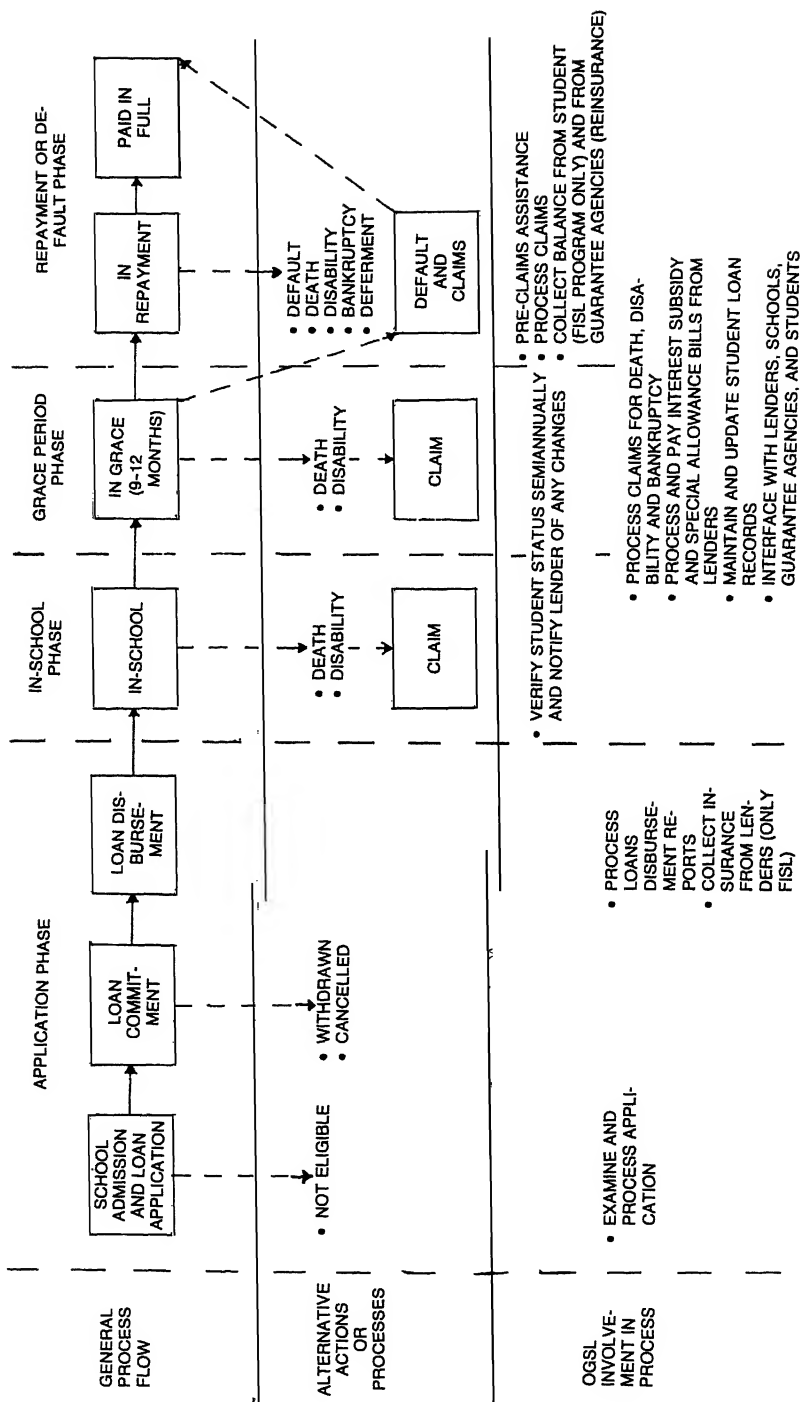 APPLICATION PHASE
IN-SCHOOL
PHASE
GRACE PERIOD
PHASE
REPAYMENT OR DE-
FAULT PHASE
GENERAL
PROCESS
FLOW
SCHOOL
ADMISSION
AND LOAN
APPLICATION
LOAN
COMMIT-
MENT
LOAN DIS-
BURSE-
MENT
IN-SCHOOL
IN GRACE
(9-12
MONTHS)
IN
REPAYMENT
PAID IN
FULL
ALTERNATIVE
ACTIONS
OR
PROCESSES
• NOT ELIGIBLE
• WITHDRAWN
• CANCELLED
• DEATH
• DISABILITY
CLAIM
• DEATH
• DISABILITY
CLAIM
• DEFAULT
• DEATH
• DISABILITY
• BANKRUPTCY
• DEFERMENT
DEFAULT
AND
CLAIMS
OGSL
INVOLVE-
MENT IN
PROCESS
• EXAMINE AND
PROCESS APPLI-
CATION
• PROCESS
LOANS
DISBURSE-
MENT RE-
PORTS
• COLLECT IN-
SURANCE
FROM LEN-
DERS (ONLY
FISL)
• VERIFY STUDENT STATUS SEMIANNUALLY
AND NOTIFY LENDER OF ANY CHANGES
• PRE-CLAIMS ASSISTANCE
• PROCESS CLAIMS
• COLLECT BALANCE FROM STUDENT
(FISL PROGRAM ONLY) AND FROM
GUARANTEE AGENCIES (REINSURANCE)
• PROCESS CLAIMS FOR DEATH, DISA-
BILITY AND BANKRUPTCY
• PROCESS AND PAY INTEREST SUBSIDY
AND SPECIAL ALLOWANCE BILLS FROM
LENDERS
• MAINTAIN AND UPDATE STUDENT LOAN
RECORDS
• INTERFACE WITH LENDERS, SCHOOLS,
GUARANTEE AGENCIES, AND STUDENTS